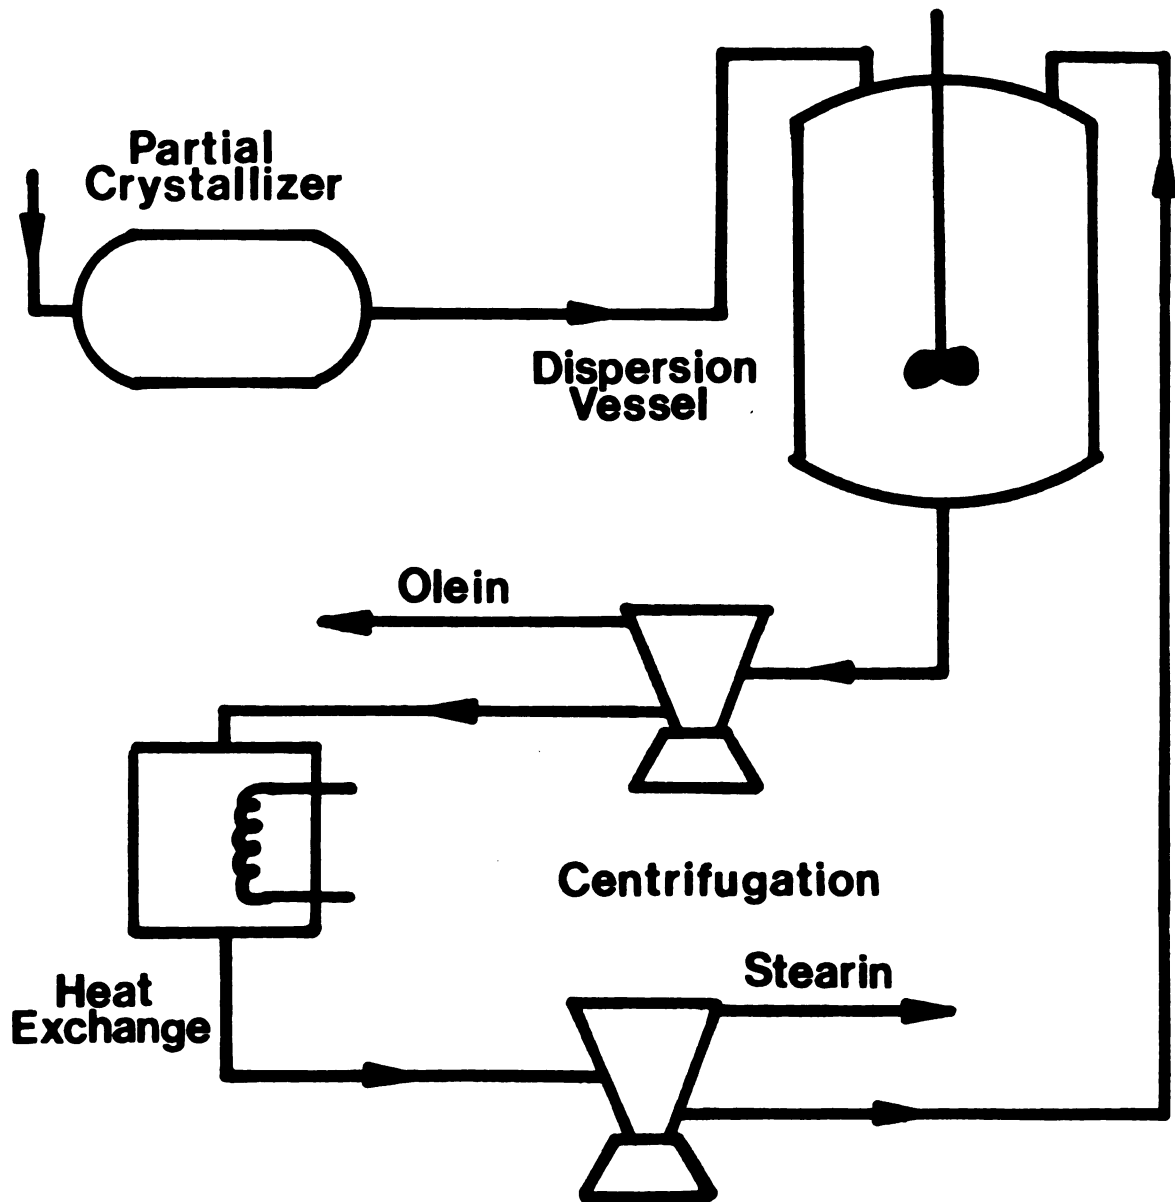 Partial
Crystallizer
Dispersion
Vessel
Olein
Centrifugation
Heat
Exchange
Stearin